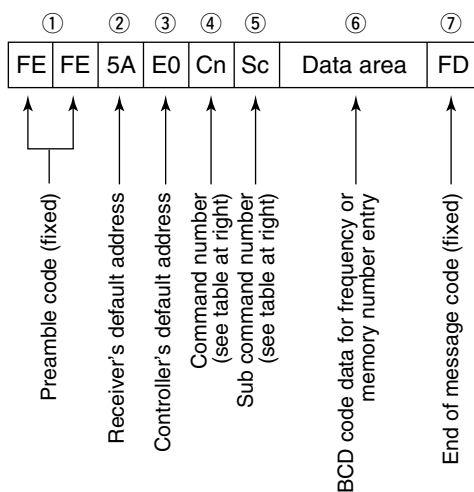 ① ② ③ ④ ⑤ ⑥ ⑦
FE FE 5A E0 Cn Sc Data area FD
Preamble code (fixed)
Receiver's default address
Controller's default address
Command number
(see table at right)
Sub command number
(see table at right)
BCD code data for frequency or
memory number entry
End of message code (fixed)